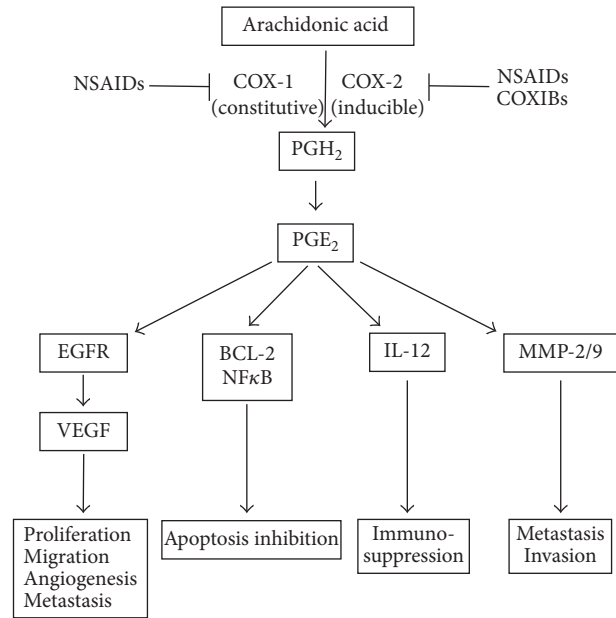 Arachidonic acid
NSAIDs
COX-1
(constitutive)
COX-2
(inducible)
NSAIDs
COXIBs
PGH₂
PGE₂
EGFR
BCL-2
NFκB
IL-12
MMP-2/9
VEGF
Proliferation
Migration
Angiogenesis
Metastasis
Apoptosis inhibition
Immuno-
suppression
Metastasis
Invasion